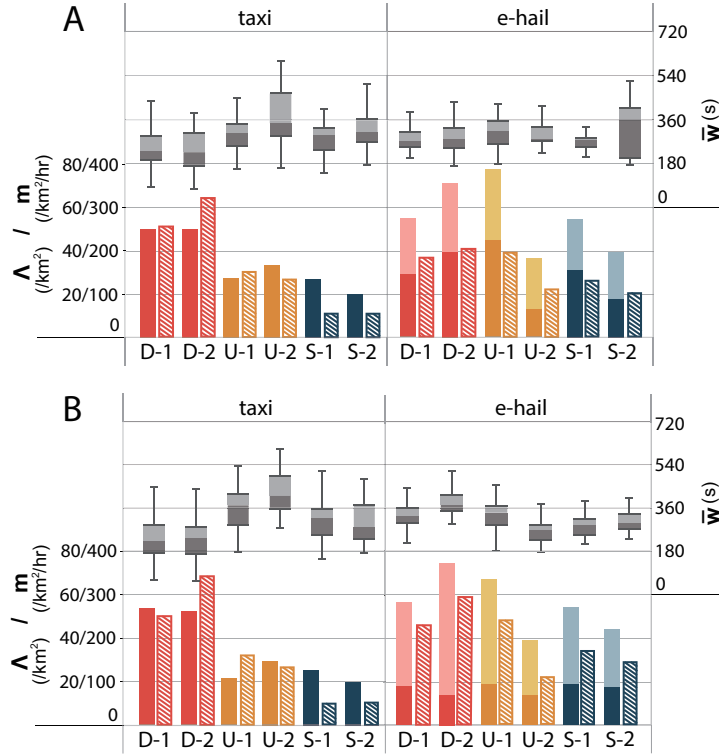 A
taxi
e-hail
720
540
360
180
0
w̅ (s)
80/400
60/300
40/200
20/100
0
Λ / m
(/km²) (/km²/hr)
D-1 D-2 U-1 U-2 S-1 S-2 D-1 D-2 U-1 U-2 S-1 S-2
B
taxi
e-hail
720
540
360
180
0
w̅ (s)
80/400
60/300
40/200
20/100
0
Λ / m
(/km²) (/km²/hr)
D-1 D-2 U-1 U-2 S-1 S-2 D-1 D-2 U-1 U-2 S-1 S-2